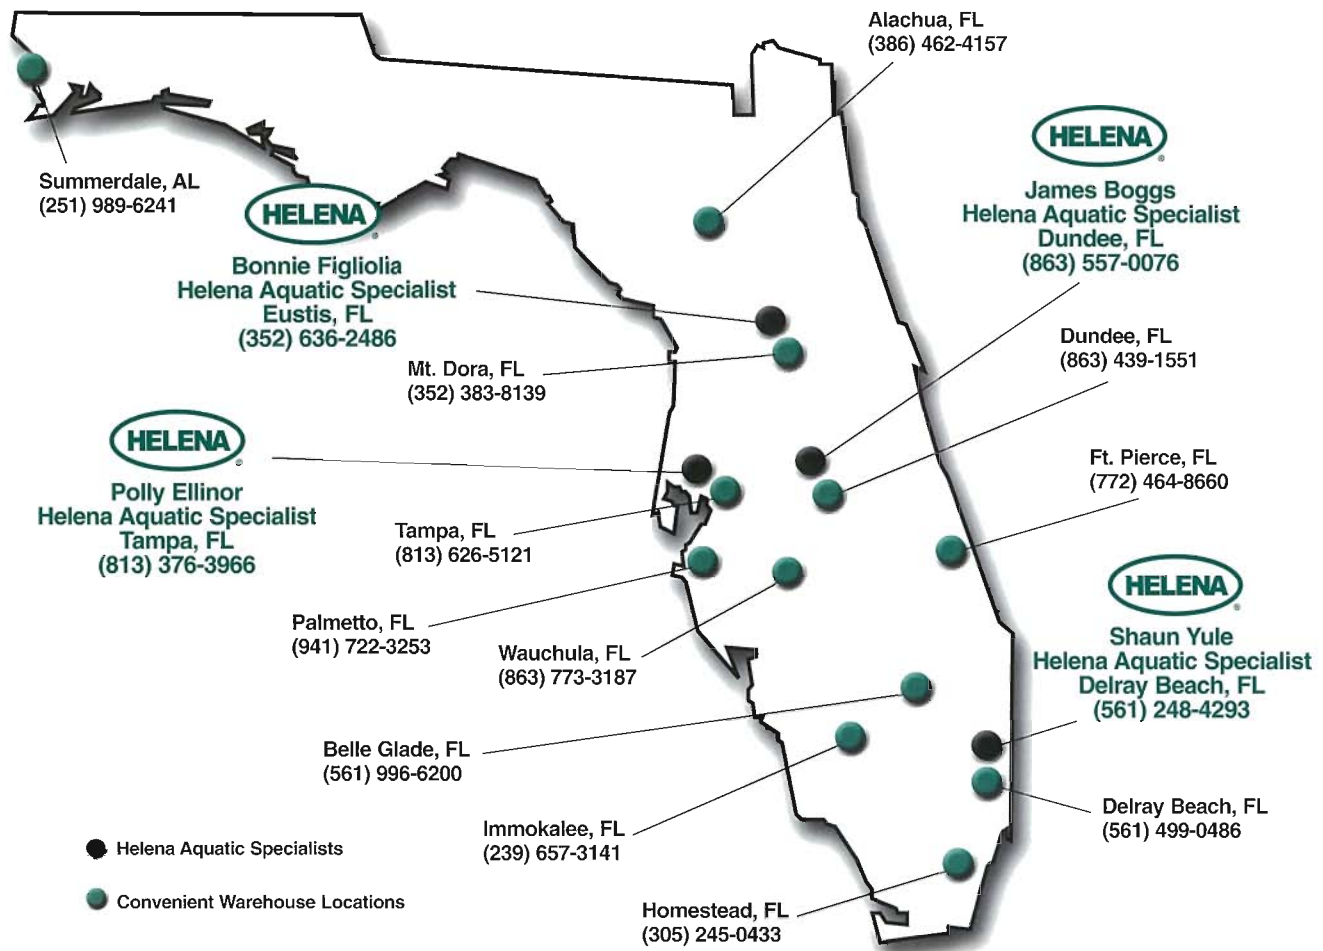 Alachua, FL
(386) 462-4157
HELENA
®
James Boggs
Helena Aquatic Specialist
Dundee, FL
(863) 557-0076
Summerdale, AL
(251) 989-6241
HELENA
®
Bonnie Figliolia
Helena Aquatic Specialist
Eustis, FL
(352) 636-2486
Dundee, FL
(863) 439-1551
Mt. Dora, FL
(352) 383-8139
HELENA
®
Polly Ellinor
Helena Aquatic Specialist
Tampa, FL
(813) 376-3966
Ft. Pierce, FL
(772) 464-8660
Tampa, FL
(813) 626-5121
HELENA
®
Shaun Yule
Helena Aquatic Specialist
Delray Beach, FL
(561) 248-4293
Palmetto, FL
(941) 722-3253
Wauchula, FL
(863) 773-3187
Belle Glade, FL
(561) 996-6200
Delray Beach, FL
(561) 499-0486
Immokalee, FL
(239) 657-3141
Homestead, FL
(305) 245-0433
Helena Aquatic Specialists
Convenient Warehouse Locations